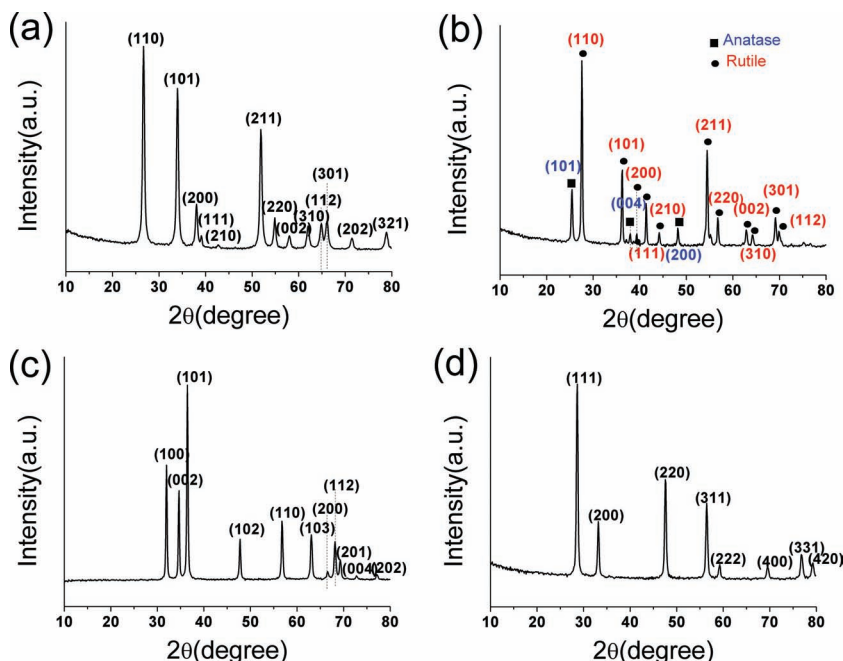 (a)
Intensity(a.u.)
(110)
(101)
(200)
(111)
(210)
(211)
(220)
(002)
(310)
(112)
(301)
(202)
(321)
10 20 30 40 50 60 70 80
2θ(degree)
(b)
Intensity(a.u.)
Anatase
Rutile
(110)
(101)
(101)
(200)
(004)
(210)
(111)
(200)
(211)
(220)
(002)
(310)
(301)
(112)
10 20 30 40 50 60 70 80
2θ(degree)
(c)
Intensity(a.u.)
(100)
(002)
(101)
(102)
(110)
(103)
(200)
(112)
(201)
(004)
(202)
10 20 30 40 50 60 70 80
2θ(degree)
(d)
Intensity(a.u.)
(111)
(200)
(220)
(311)
(222)
(400)
(331)
(420)
10 20 30 40 50 60 70 80
2θ(degree)